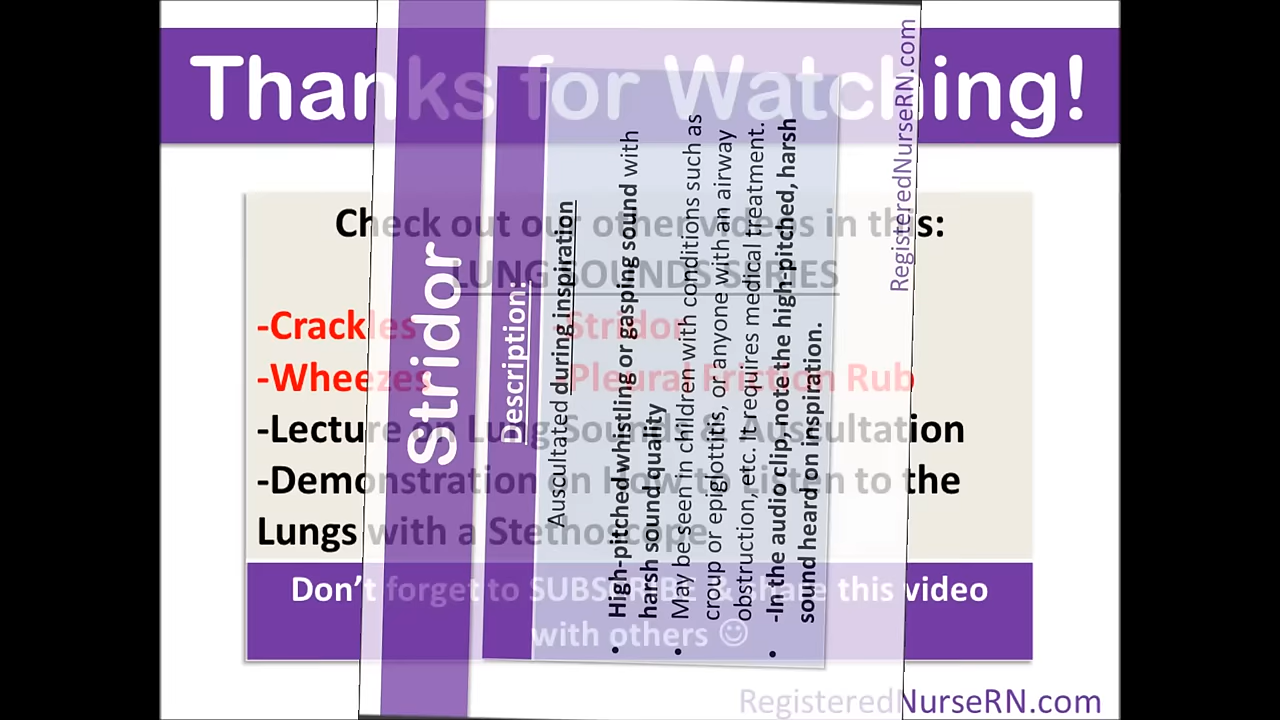 Thanks for Watching!
Check out our other videos in this:
LUNG SOUNDS SERIES
-Crackles -Stridor
-Wheezes -Pleural Friction Rub
-Lecture on Lung Sounds & Auscultation
-Demonstration on How to Listen to the
Lungs with a Stethoscope
Don't forget to SUBSCRIBE & share this video
with others ☺
RegisteredNurseRN.com
Stridor
Description:
Auscultated during inspiration
• High-pitched whistling or gasping sound with
harsh sound quality
• May be seen in children with conditions such as
croup or epiglottitis, or anyone with an airway
obstruction, etc. It requires medical treatment.
• -In the audio clip, note the high-pitched, harsh
sound heard on inspiration.
RegisteredNurseRN.com